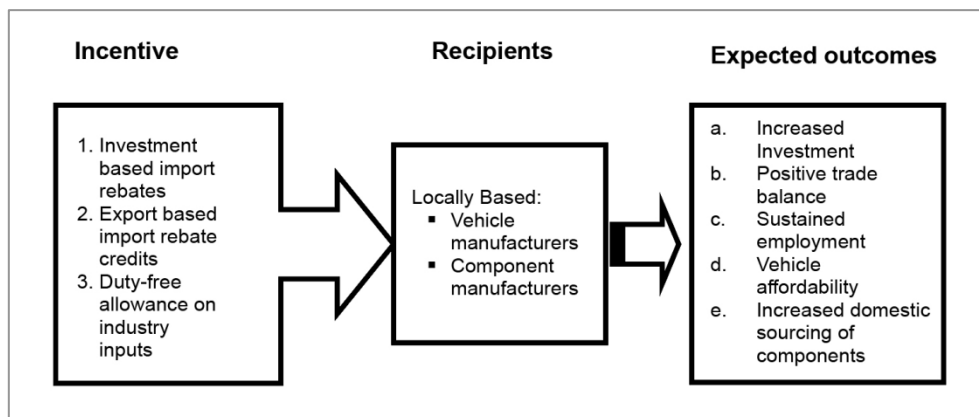 Incentive
Recipients
Expected outcomes
1. Investment
based import
rebates
2. Export based
import rebate
credits
3. Duty-free
allowance on
industry
inputs
Locally Based:
▪ Vehicle
manufacturers
▪ Component
manufacturers
a. Increased
Investment
b. Positive trade
balance
c. Sustained
employment
d. Vehicle
affordability
e. Increased domestic
sourcing of
components